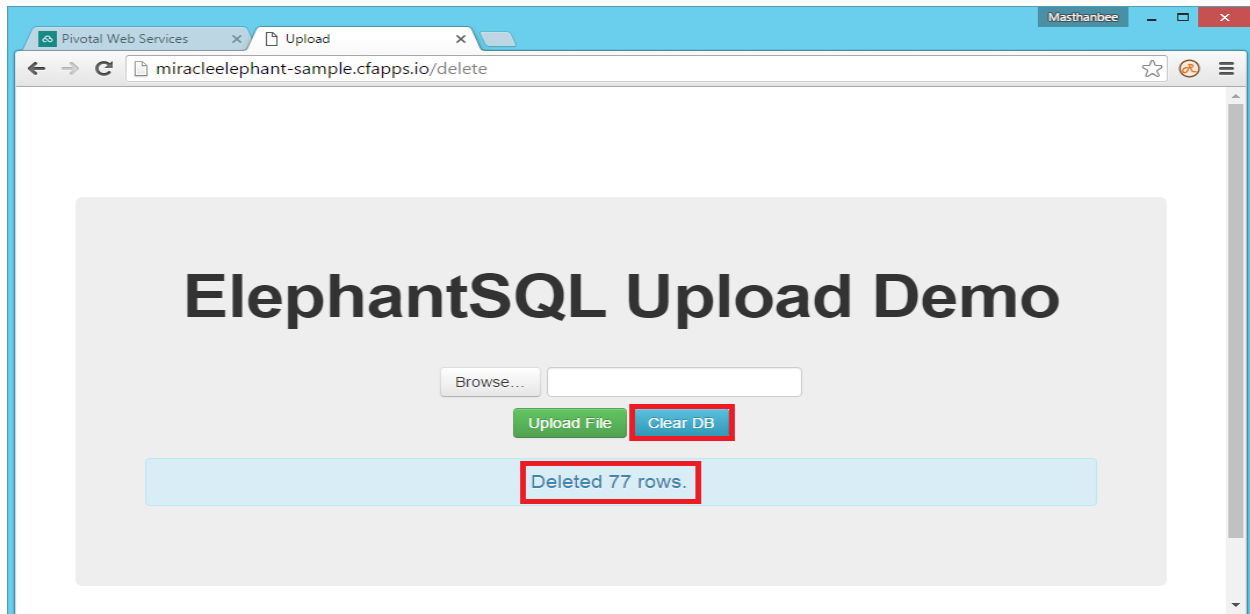 Masthanbee
Pivotal Web Services
Upload
miracleelephant-sample.cfapps.io/delete
ElephantSQL Upload Demo
Browse...
Upload File Clear DB
Deleted 77 rows.